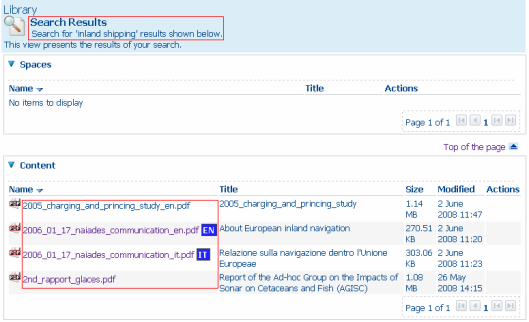 Library
Search Results
Search for 'inland shipping' results shown below.
This view presents the results of your search.
Spaces
Name Title Actions
No items to display
Page 1 of 1 1
Top of the page
Content
Name Title Size Modified Actions
2005_charging_and_princing_study_en.pdf 2005_charging_and_princing_study 1.14 2 June
MB 2008 11:47
2006_01_17_naiades_communication_en.pdf EN About European inland navigation 270.51 2 June
KB 2008 11:20
2006_01_17_naiades_communication_it.pdf IT Relazione sulla navigazione dentro l'Unione 303.06 2 June
Europeae KB 2008 11:23
2nd_rapport_glaces.pdf Report of the Ad-hoc Group on the Impacts of 1.08 26 May
Sonar on Cetaceans and Fish (AGISC) MB 2008 14:15
Page 1 of 1 1